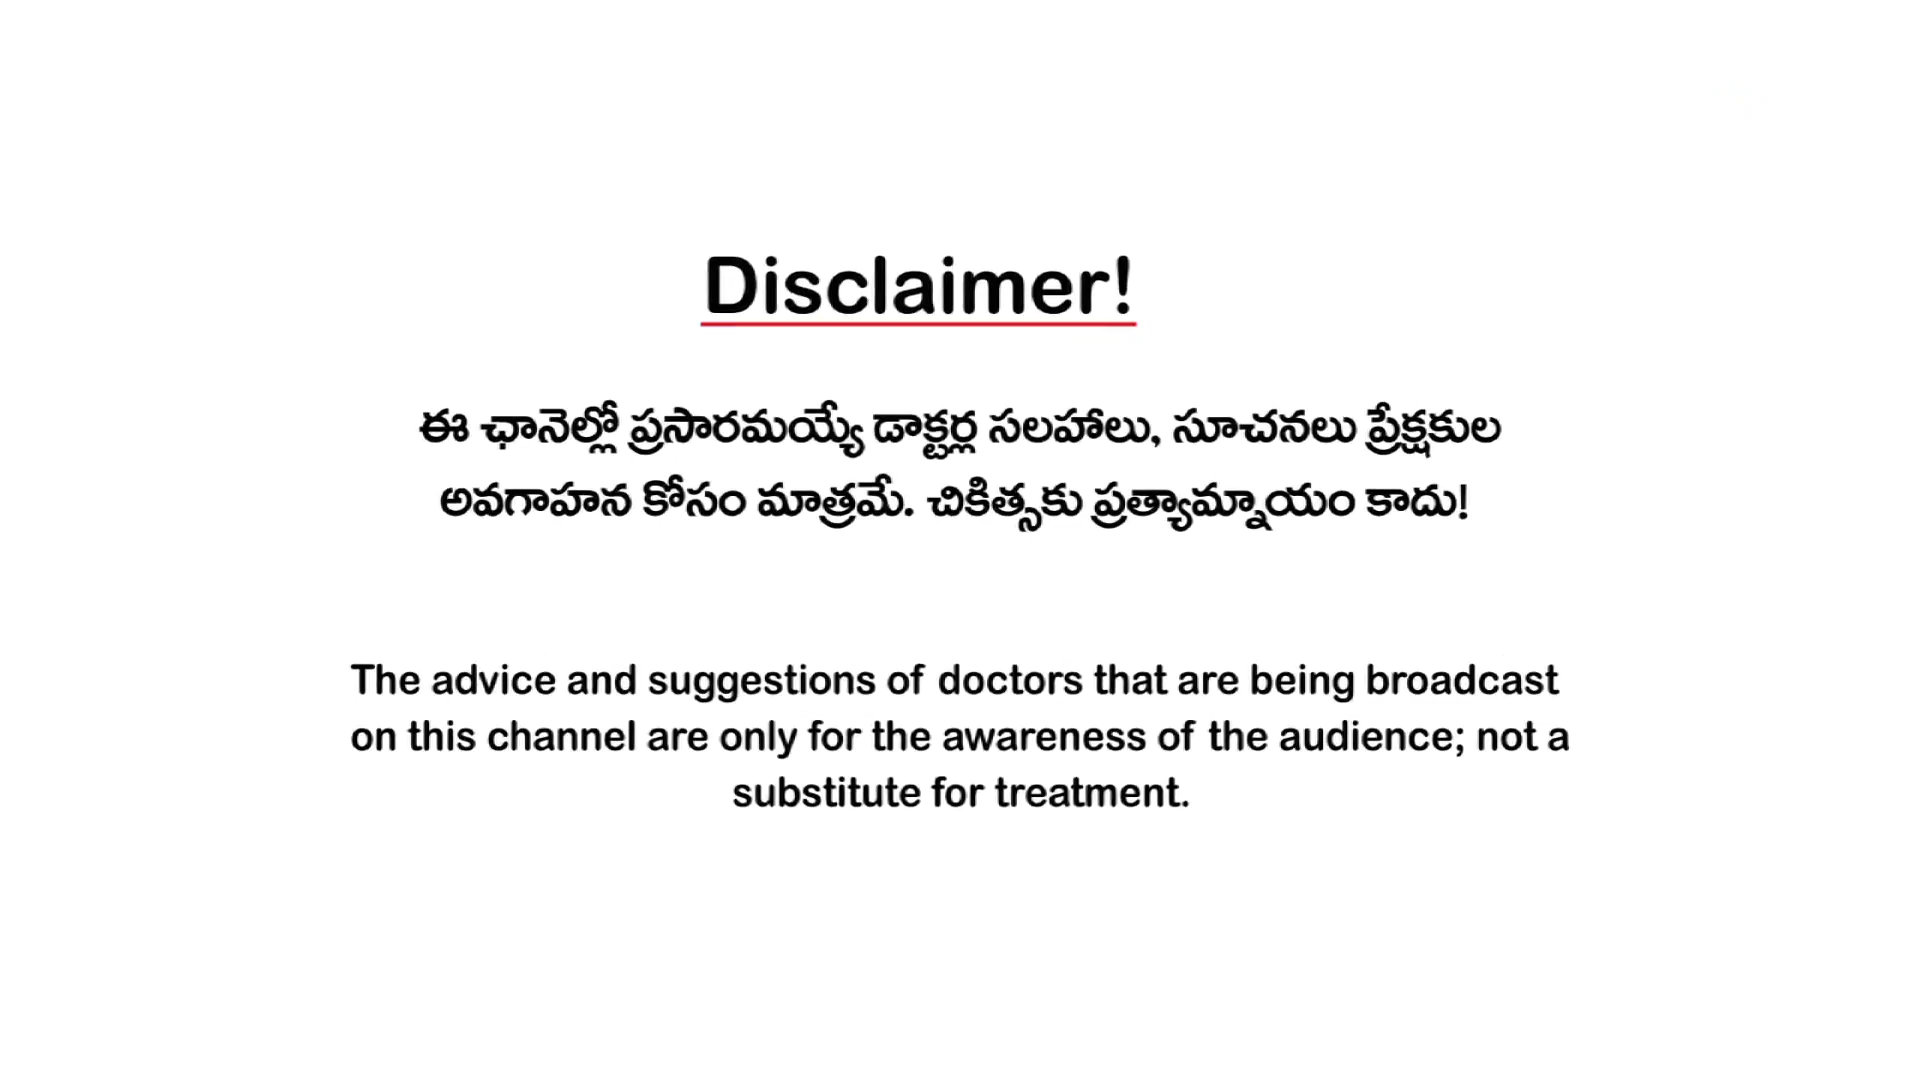 Disclaimer!
ఈ ఛానెల్లో ప్రసారమయ్యే డాక్టర్ల సలహాలు, సూచనలు ప్రేక్షకుల
అవగాహన కోసం మాత్రమే. చికిత్సకు ప్రత్యామ్నాయం కాదు!
The advice and suggestions of doctors that are being broadcast
on this channel are only for the awareness of the audience; not a
substitute for treatment.